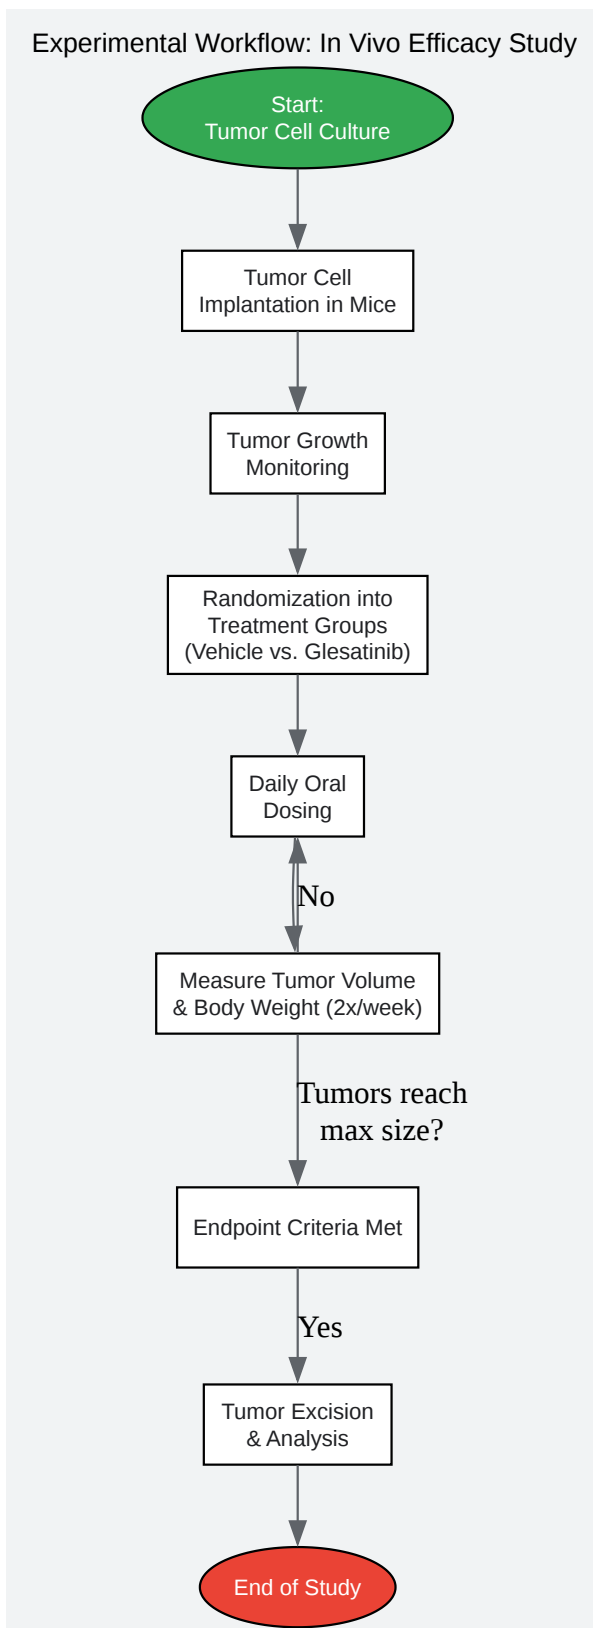 Experimental Workflow: In Vivo Efficacy Study
Start:
Tumor Cell Culture
Tumor Cell
Implantation in Mice
Tumor Growth
Monitoring
Randomization into
Treatment Groups
(Vehicle vs. Glesatinib)
Daily Oral
Dosing
No
Measure Tumor Volume
& Body Weight (2x/week)
Tumors reach
max size?
Endpoint Criteria Met
Yes
Tumor Excision
& Analysis
End of Study